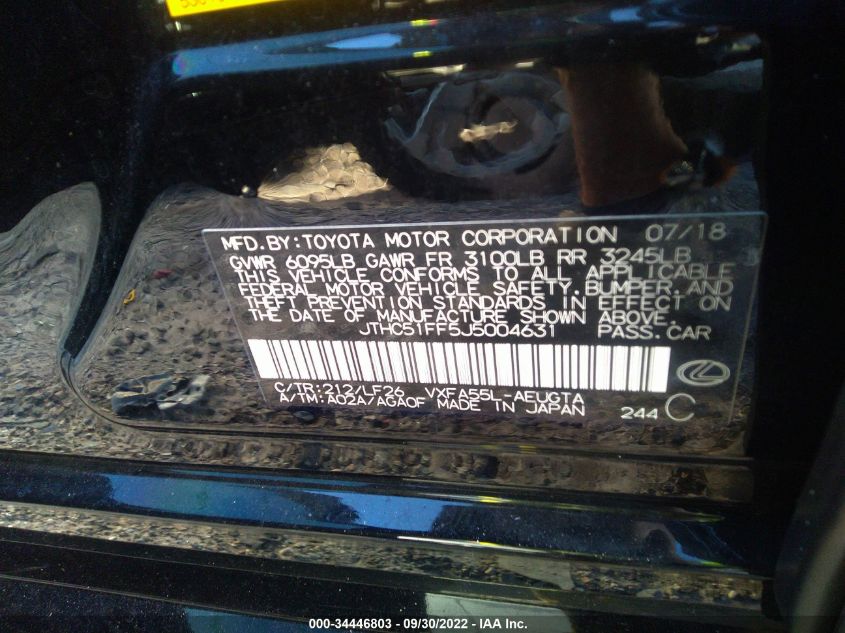 MFD.BY:TOYOTA MOTOR CORPORATION 07/18
GVWR 6095LB GAWR FR 3100LB RR 3245LB
THIS VEHICLE CONFORMS TO ALL APPLICABLE
FEDERAL MOTOR VEHICLE SAFETY,BUMPER,AND
THEFT PREVENTION STANDARDS IN EFFECT ON
THE DATE OF MANUFACTURE SHOWN ABOVE.
JTHC51FF5J5004631 PASS.CAR
C/TR:212/LF26 VXFA55L-AEUGTA
A/TM:A02A/AGA0F MADE IN JAPAN 244 C
000-34446803 - 09/30/2022 - IAA Inc.